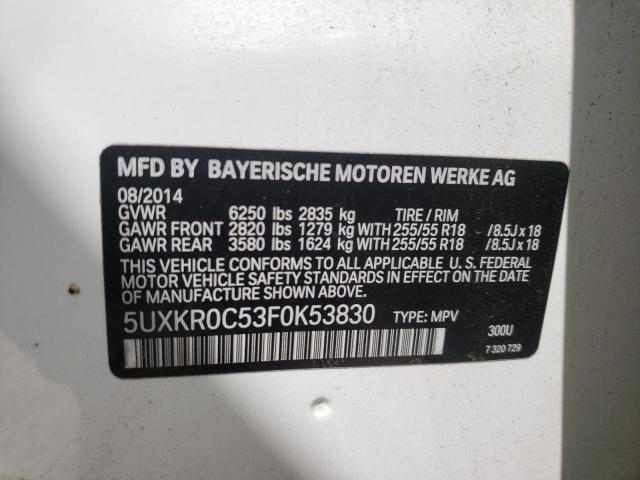 MFD BY BAYERISCHE MOTOREN WERKE AG
08/2014
GVWR 6250 lbs 2835 kg TIRE / RIM
GAWR FRONT 2820 lbs 1279 kg WITH 255/55 R18 /8.5J x 18
GAWR REAR 3580 lbs 1624 kg WITH 255/55 R18 /8.5J x 18
THIS VEHICLE CONFORMS TO ALL APPLICABLE U. S. FEDERAL
MOTOR VEHICLE SAFETY STANDARDS IN EFFECT ON THE DATE
OF MANUFACTURE SHOWN ABOVE.
5UXKR0C53F0K53830 TYPE: MPV
300U
7 320 729